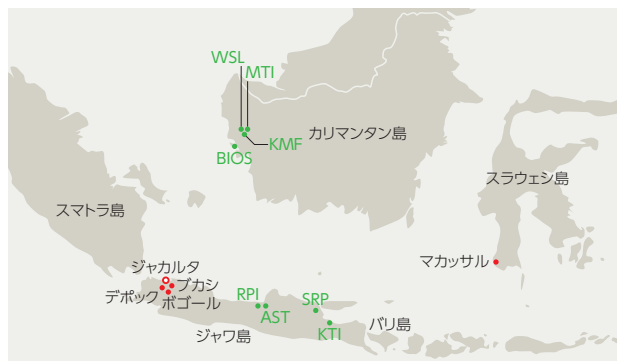 WSL
MTI
カリマンタン島
KMF
BIOS
スラウェシ島
スマトラ島
マカッサル
ジャカルタ
ブカシ
デポック
ボゴール
RPI
AST
SRP
KTI
バリ島
ジャワ島